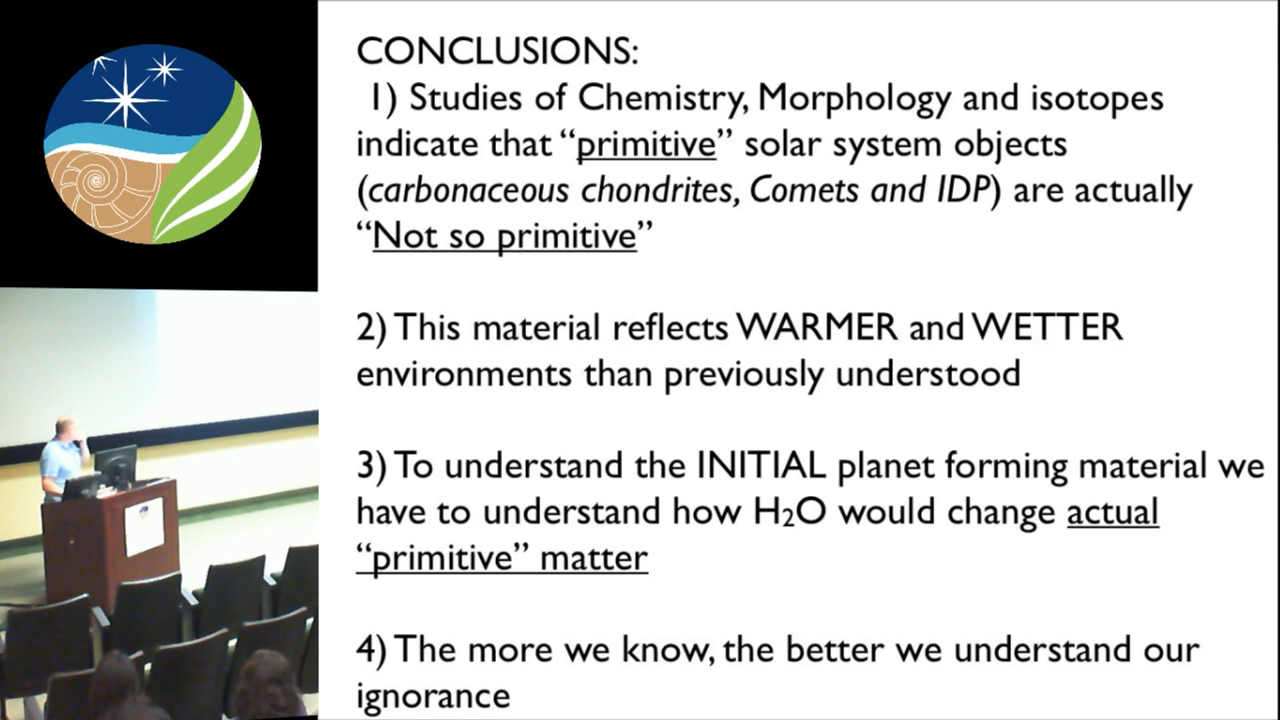 CONCLUSIONS:
1) Studies of Chemistry, Morphology and isotopes
indicate that “primitive” solar system objects
(carbonaceous chondrites, Comets and IDP) are actually
“Not so primitive”
2) This material reflects WARMER and WETTER
environments than previously understood
3) To understand the INITIAL planet forming material we
have to understand how H₂O would change actual
“primitive” matter
4) The more we know, the better we understand our
ignorance